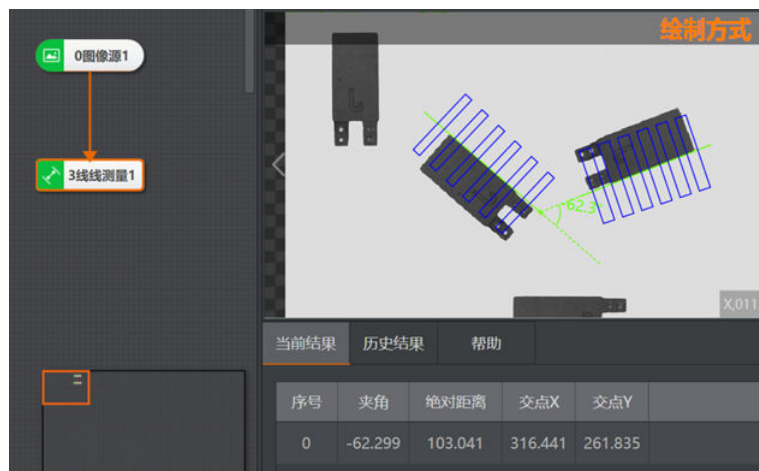 绘制方式
0图像源1
3线线测量1
-62.3°
X,011
当前结果 历史结果 帮助
序号 夹角 绝对距离 交点X 交点Y
0 -62.299 103.041 316.441 261.835